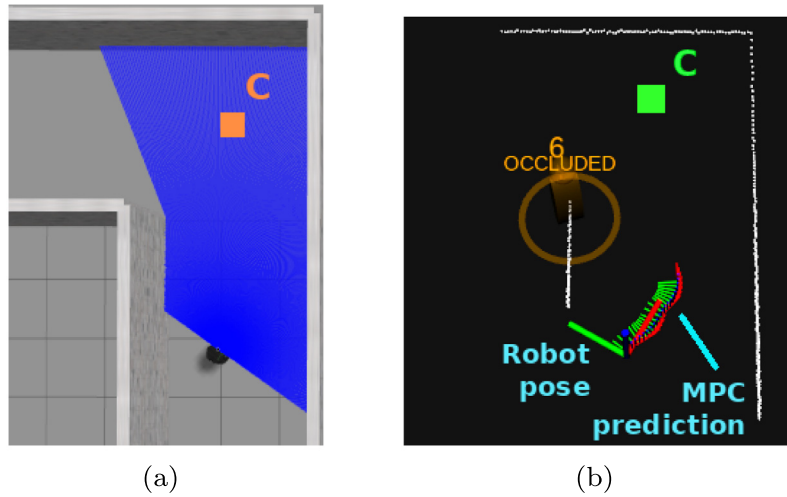 C
C
6
OCCLUDED
Robot
pose
MPC
prediction
(a)
(b)